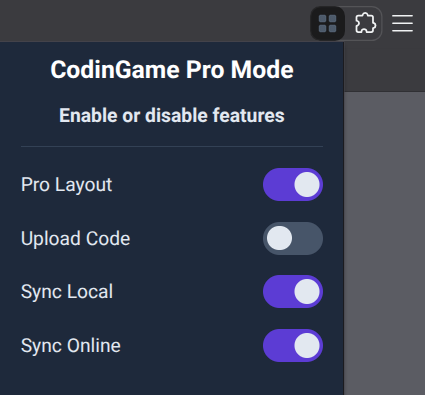 CodinGame Pro Mode
Enable or disable features
Pro Layout
Upload Code
Sync Local
Sync Online